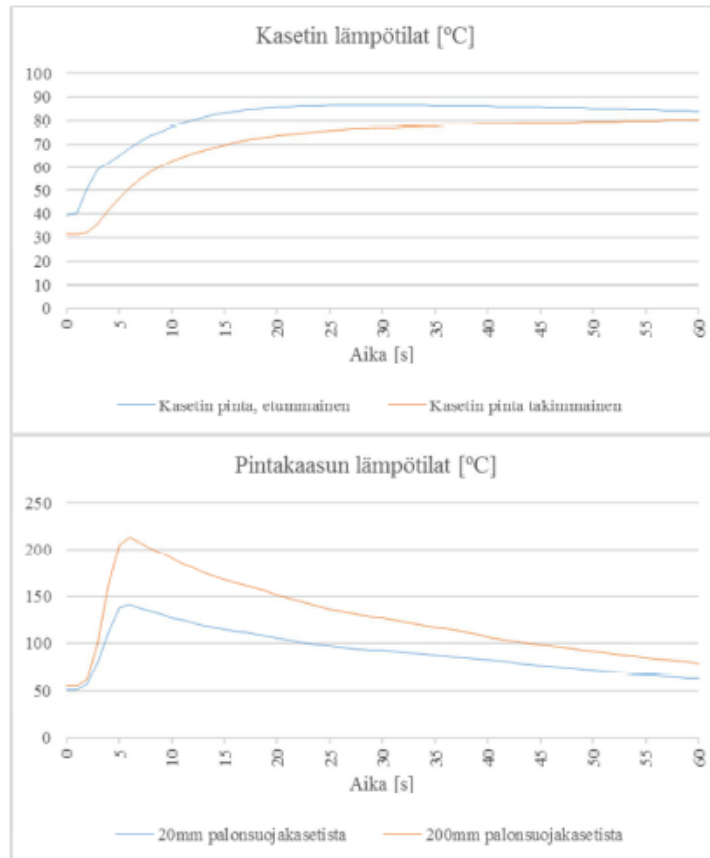 Kasetin lämpötilat [ºC]
100
90
80
70
60
50
40
30
20
10
0
0 5 10 15 20 25 30 35 40 45 50 55 60
Aika [s]
Kasetin pinta, etummainen Kasetin pinta takimmainen
Pintakaasun lämpötilat [ºC]
250
200
150
100
50
0
0 5 10 15 20 25 30 35 40 45 50 55 60
Aika [s]
20mm palonsuojakasetista 200mm palonsuojakasetista